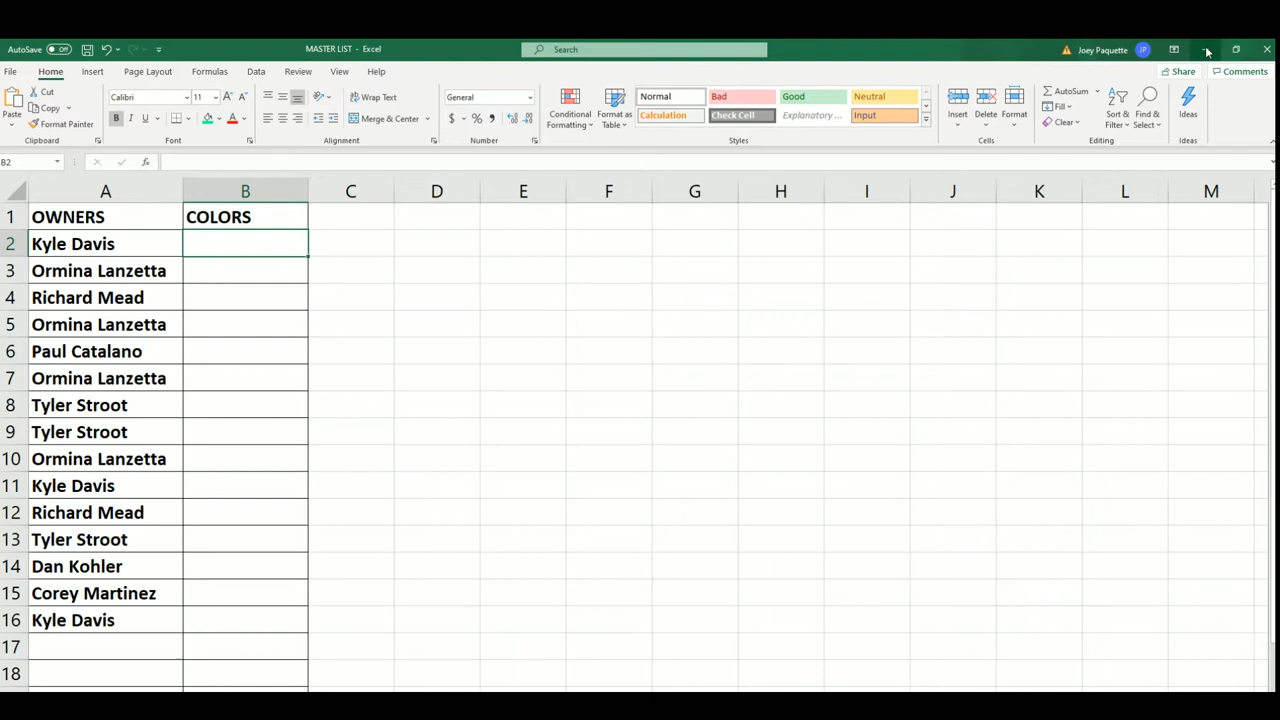 AutoSave Off MASTER LIST - Excel Search Joey Paquette JP
File Home Insert Page Layout Formulas Data Review View Help Share Comments
Paste Cut Copy Format Painter Clipboard
Calibri 11 A A B I U A Font
ab Wrap Text Merge & Center Alignment
General $ % , Number
Conditional Formatting Format as Table
Normal Bad Good Neutral
Calculation Check Cell Explanatory ... Input
Styles
Insert Delete Format Cells
AutoSum Fill Clear Sort & Filter Find & Select Editing
Ideas Ideas
B2 fx
A B C D E F G H I J K L M
1 OWNERS COLORS
2 Kyle Davis
3 Ormina Lanzetta
4 Richard Mead
5 Ormina Lanzetta
6 Paul Catalano
7 Ormina Lanzetta
8 Tyler Stroot
9 Tyler Stroot
10 Ormina Lanzetta
11 Kyle Davis
12 Richard Mead
13 Tyler Stroot
14 Dan Kohler
15 Corey Martinez
16 Kyle Davis
17
18